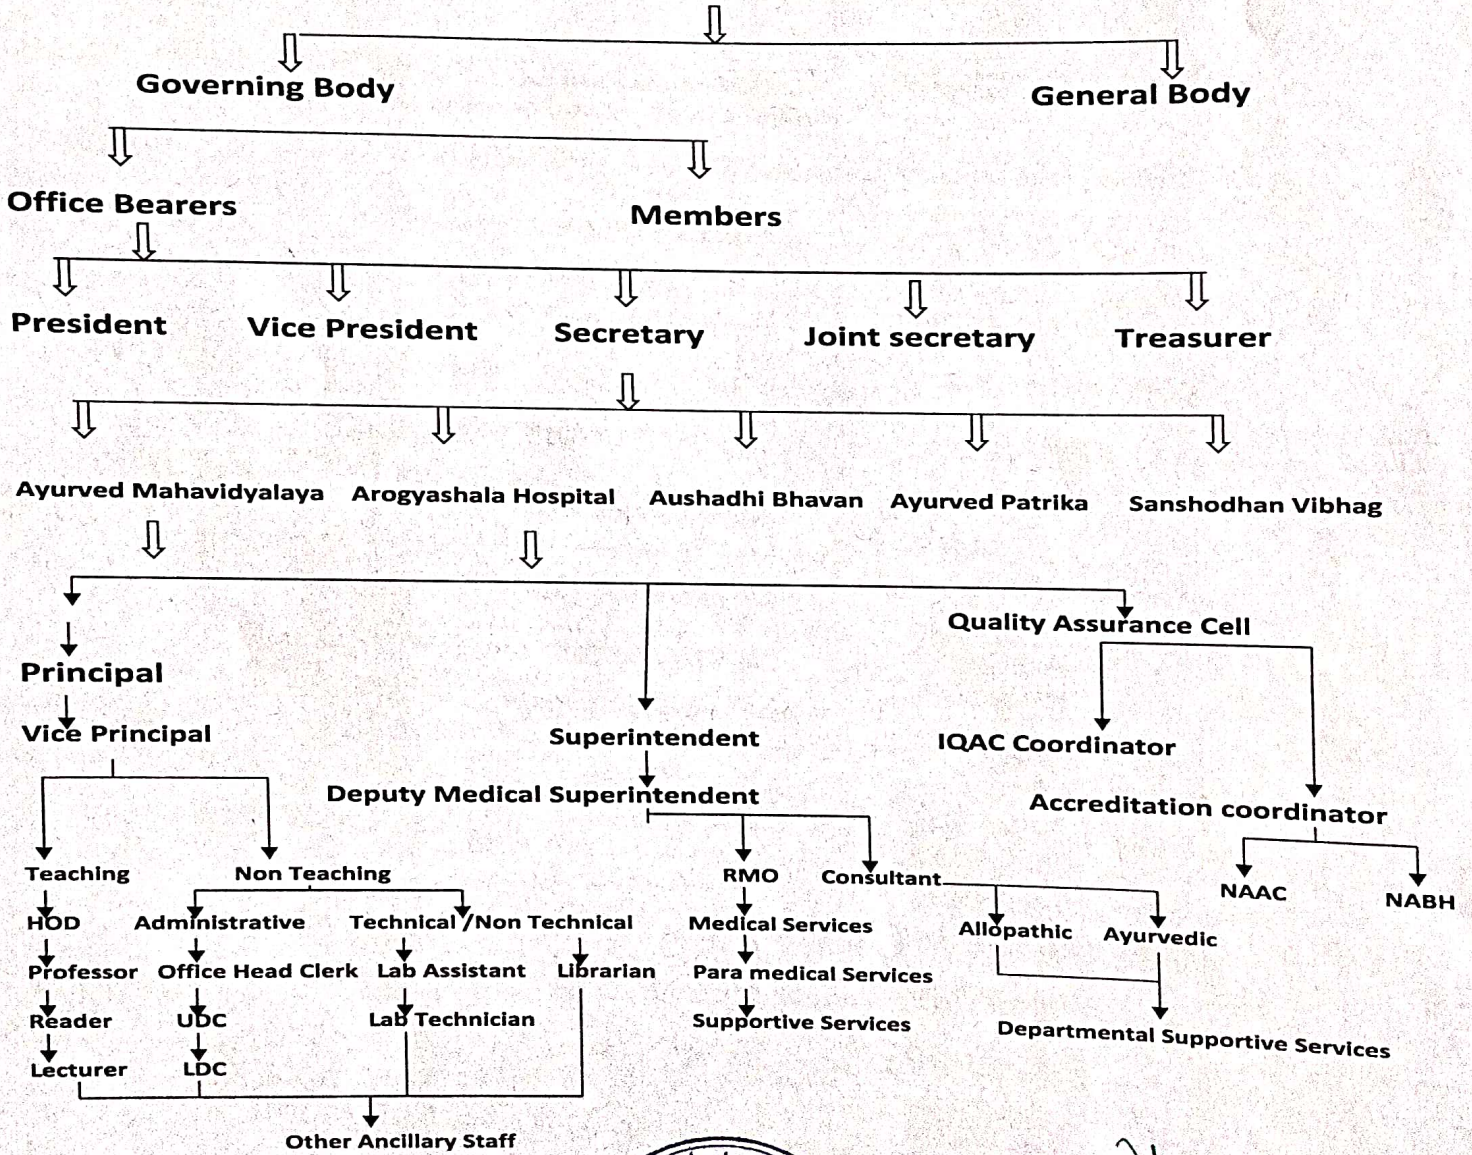 Governing Body
General Body
Office Bearers
Members
President
Vice President
Secretary
Joint secretary
Treasurer
Ayurved Mahavidyalaya
Arogyashala Hospital
Aushadhi Bhavan
Ayurved Patrika
Sanshodhan Vibhag
Quality Assurance Cell
Principal
Vice Principal
Superintendent
IQAC Coordinator
Deputy Medical Superintendent
Accreditation coordinator
Teaching
Non Teaching
RMO
Consultant
NAAC
NABH
HOD
Administrative
Technical /Non Technical
Medical Services
Allopathic
Ayurvedic
Professor
Office Head Clerk
Lab Assistant
Librarian
Para medical Services
Reader
UDC
Lab Technician
Supportive Services
Departmental Supportive Services
Lecturer
LDC
Other Ancillary Staff